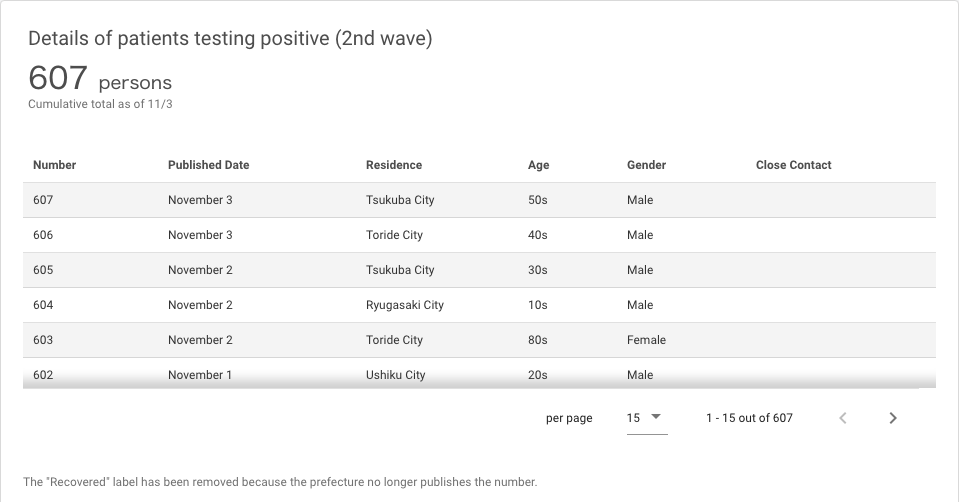 Details of patients testing positive (2nd wave)
607 persons
Cumulative total as of 11/3
Number Published Date Residence Age Gender Close Contact
607 November 3 Tsukuba City 50s Male
606 November 3 Toride City 40s Male
605 November 2 Tsukuba City 30s Male
604 November 2 Ryugasaki City 10s Male
603 November 2 Toride City 80s Female
602 November 1 Ushiku City 20s Male
per page 15 1 - 15 out of 607
The "Recovered" label has been removed because the prefecture no longer publishes the number.